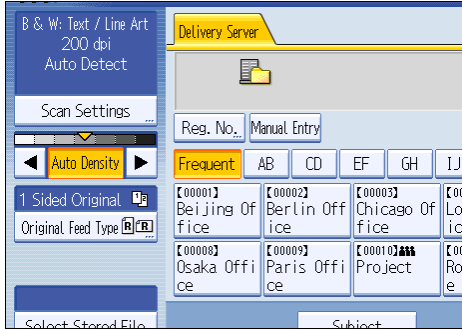 B & W: Text / Line Art
200 dpi
Auto Detect
Scan Settings
Auto Density
1 Sided Original
Original Feed Type
Select Stored File
Delivery Server
Reg. No.
Manual Entry
Frequent AB CD EF GH IJ
[00001]
Beijing Of
fice
[00002]
Berlin Off
ice
[00003]
Chicago Of
fice
[00008]
Osaka Offi
ce
[00009]
Paris Offi
ce
[00010]
Project
Subject